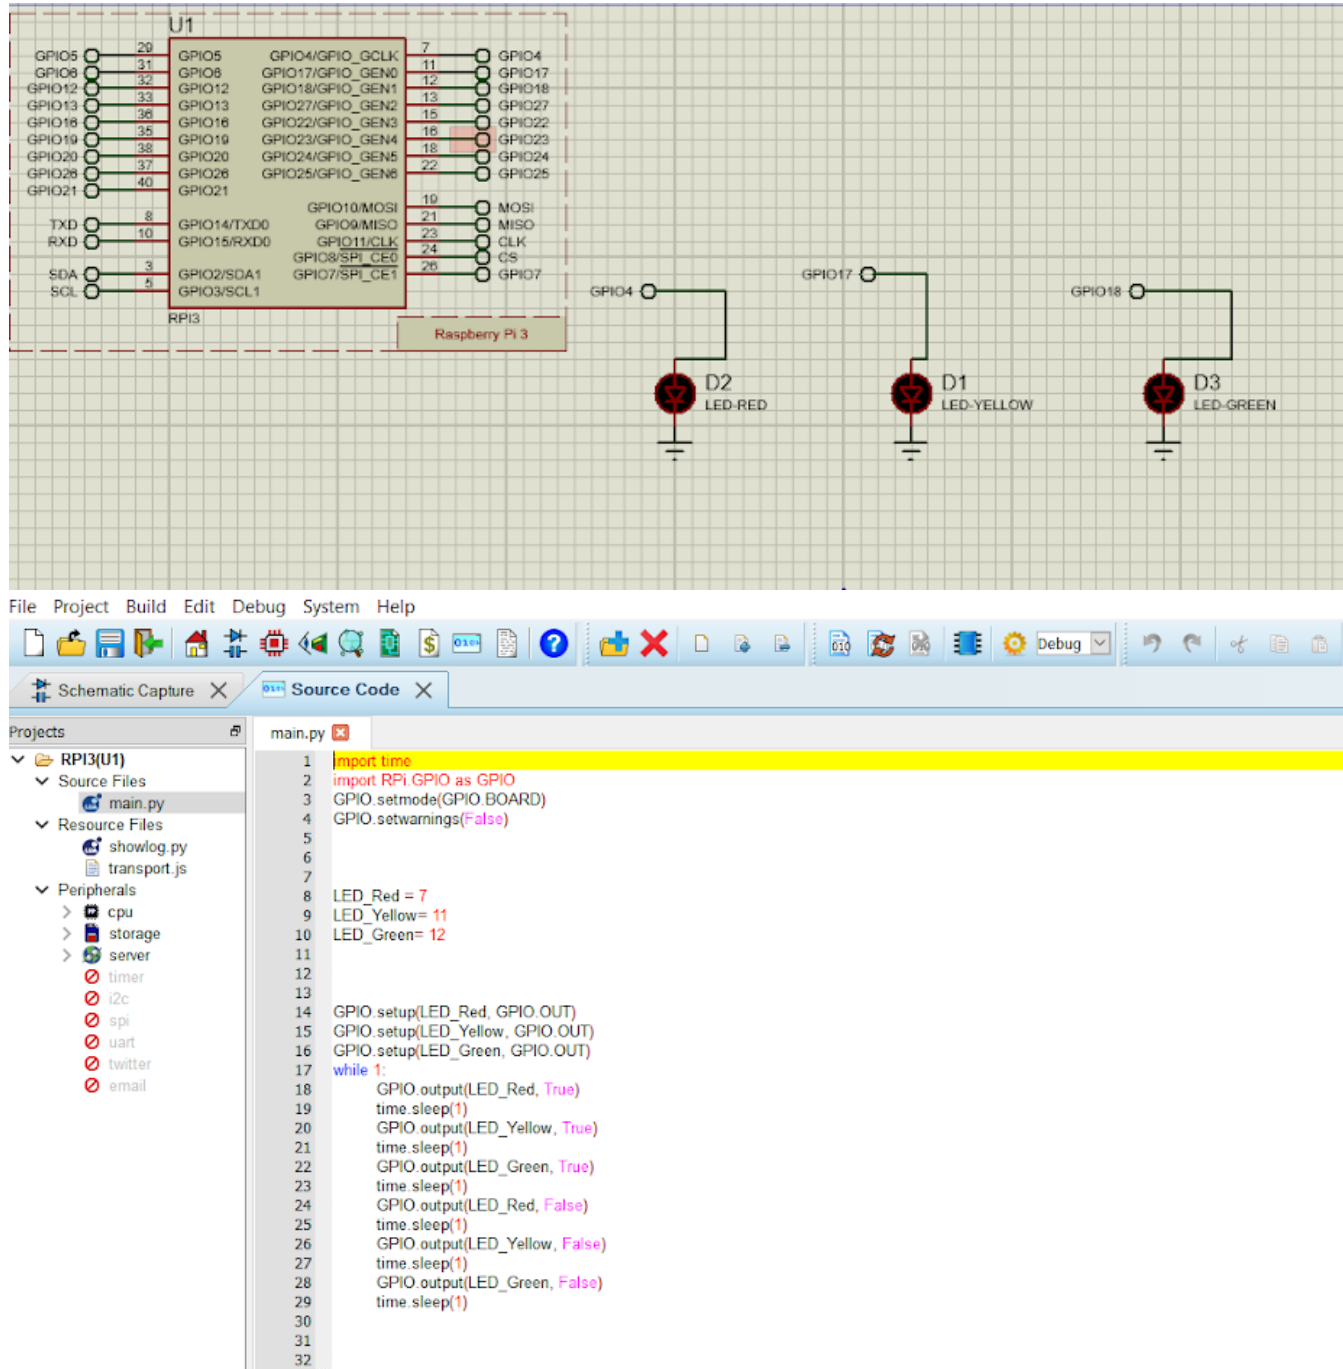 U1
GPIO5 29 GPIO5 GPIO4/GPIO_GCLK 7 GPIO4
GPIO6 31 GPIO6 GPIO17/GPIO_GEN0 11 GPIO17
GPIO12 32 GPIO12 GPIO18/GPIO_GEN1 12 GPIO18
GPIO13 33 GPIO13 GPIO27/GPIO_GEN2 13 GPIO27
GPIO16 36 GPIO16 GPIO22/GPIO_GEN3 15 GPIO22
GPIO19 35 GPIO19 GPIO23/GPIO_GEN4 16 GPIO23
GPIO20 38 GPIO20 GPIO24/GPIO_GEN5 18 GPIO24
GPIO26 37 GPIO26 GPIO25/GPIO_GEN6 22 GPIO25
GPIO21 40 GPIO21
GPIO10/MOSI 19 MOSI
TXD 8 GPIO14/TXD0 GPIO9/MISO 21 MISO
RXD 10 GPIO15/RXD0 GPIO11/CLK 23 CLK
GPIO8/SPI_CE0 24 CS
SDA 3 GPIO2/SDA1 GPIO7/SPI_CE1 26 GPIO7
SCL 5 GPIO3/SCL1
RPI3
Raspberry Pi 3
GPIO4
D2
LED-RED
GPIO17
D1
LED-YELLOW
GPIO18
D3
LED-GREEN
File Project Build Edit Debug System Help
Debug
Schematic Capture
Source Code
Projects
RPI3(U1)
Source Files
main.py
Resource Files
showlog.py
transport.js
Peripherals
cpu
storage
server
timer
i2c
spi
uart
twitter
email
main.py
1 import time
2 import RPi.GPIO as GPIO
3 GPIO.setmode(GPIO.BOARD)
4 GPIO.setwarnings(False)
5
6
7
8 LED_Red = 7
9 LED_Yellow= 11
10 LED_Green= 12
11
12
13
14 GPIO.setup(LED_Red, GPIO.OUT)
15 GPIO.setup(LED_Yellow, GPIO.OUT)
16 GPIO.setup(LED_Green, GPIO.OUT)
17 while 1:
18 GPIO.output(LED_Red, True)
19 time.sleep(1)
20 GPIO.output(LED_Yellow, True)
21 time.sleep(1)
22 GPIO.output(LED_Green, True)
23 time.sleep(1)
24 GPIO.output(LED_Red, False)
25 time.sleep(1)
26 GPIO.output(LED_Yellow, False)
27 time.sleep(1)
28 GPIO.output(LED_Green, False)
29 time.sleep(1)
30
31
32